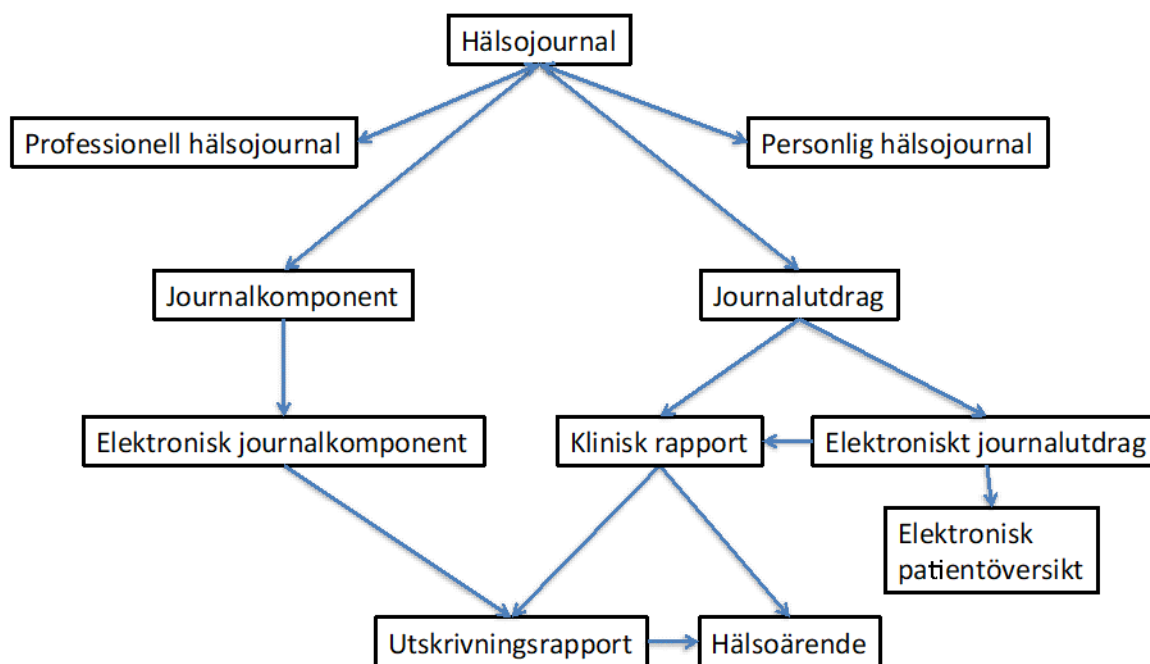 Hälsojournal
Professionell hälsojournal
Personlig hälsojournal
Journalkomponent
Journalutdrag
Elektronisk journalkomponent
Klinisk rapport
Elektroniskt journalutdrag
Elektronisk
patientöversikt
Utskrivningsrapport
Hälsoärende